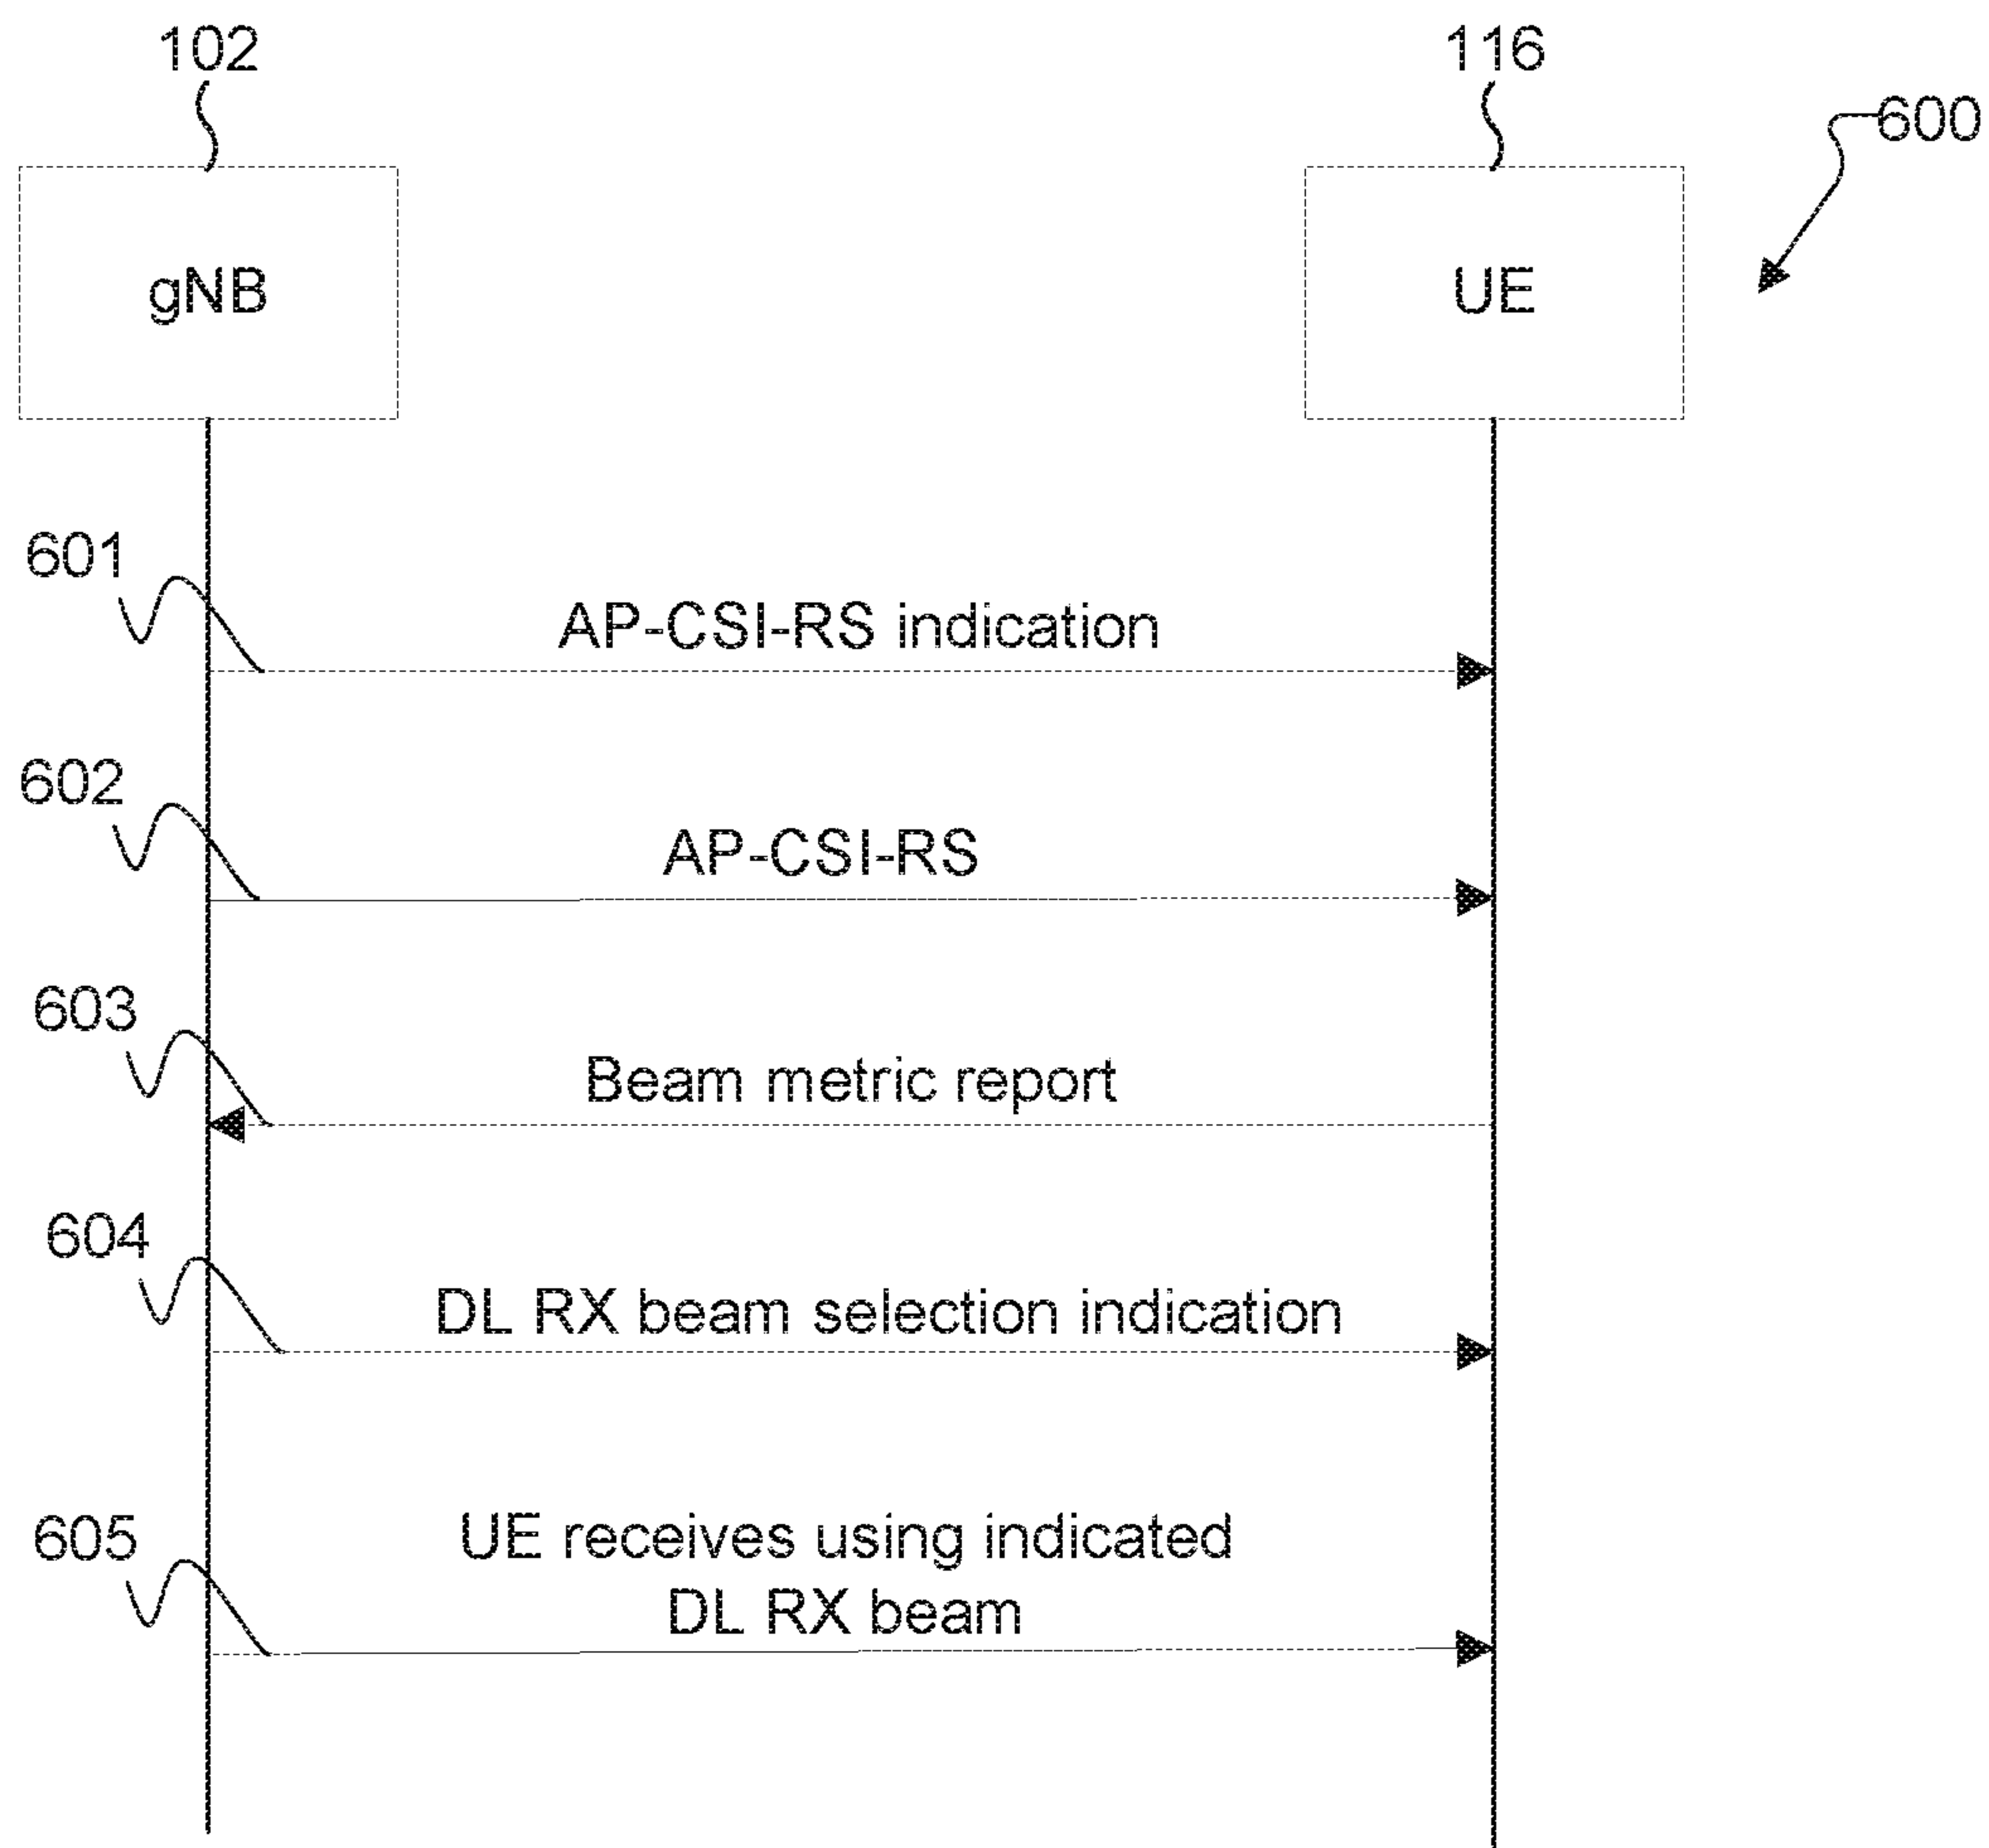 102
116
600
gNB
UE
601
AP-CSI-RS indication
602
AP-CSI-RS
603
Beam metric report
604
DL RX beam selection indication
605
UE receives using indicated
DL RX beam